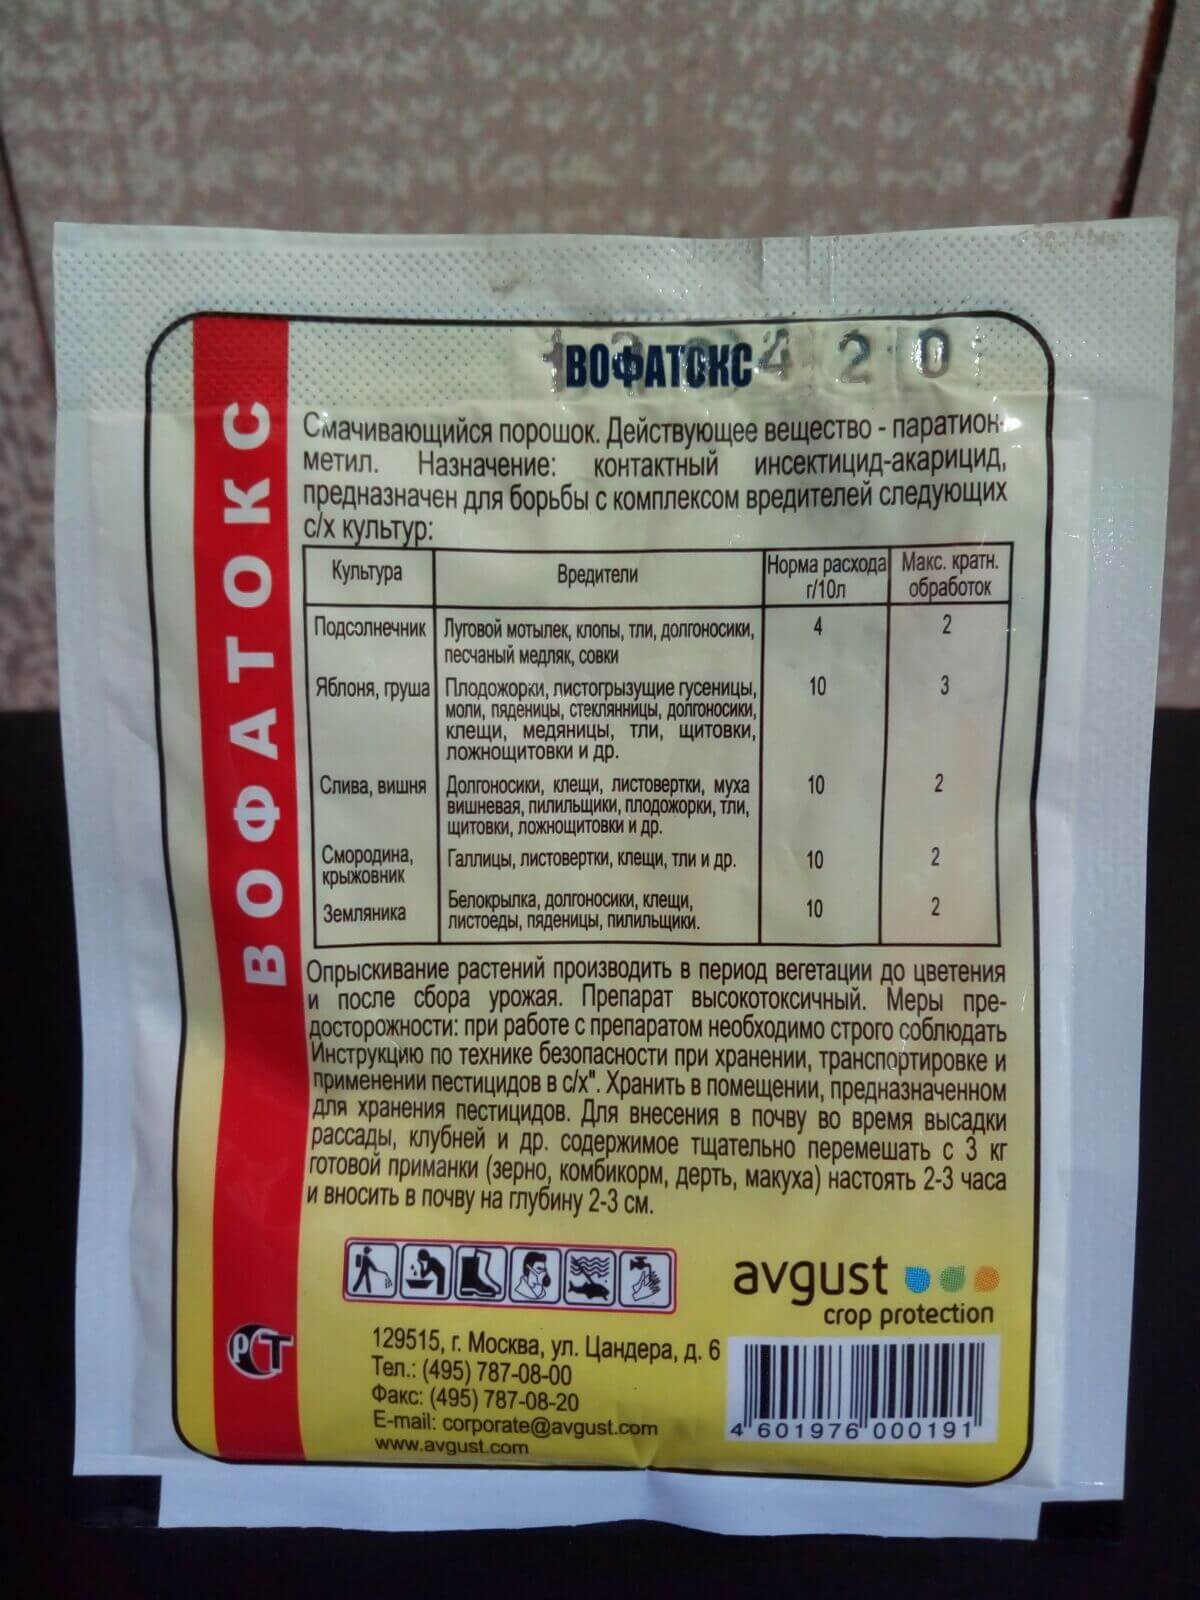 ВОФАТОКС
ВОФАТОКС
Смачивающийся порошок. Действующее вещество - паратион-
метил. Назначение: контактный инсектицид-акарицид,
предназначен для борьбы с комплексом вредителей следующих
с/х культур:
Культура Вредители Норма расхода г/10л Макс. кратн. обработок
Подсолнечник Луговой мотылек, клопы, тли, долгоносики, 4 2
песчаный медляк, совки
Яблоня, груша Плодожорки, листогрызущие гусеницы, 10 3
моли, пяденицы, стеклянницы, долгоносики,
клещи, медяницы, тли, щитовки,
ложнощитовки и др.
Слива, вишня Долгоносики, клещи, листовертки, муха 10 2
вишневая, пилильщики, плодожорки, тли,
щитовки, ложнощитовки и др.
Смородина, Галлицы, листовертки, клещи, тли и др. 10 2
крыжовник
Земляника Белокрылка, долгоносики, клещи, 10 2
листоеды, пяденицы, пилильщики.
Опрыскивание растений производить в период вегетации до цветения
и после сбора урожая. Препарат высокотоксичный. Меры пре-
досторожности: при работе с препаратом необходимо строго соблюдать
Инструкцию по технике безопасности при хранении, транспортировке и
применении пестицидов в с/х". Хранить в помещении, предназначенном
для хранения пестицидов. Для внесения в почву во время высадки
рассады, клубней и др. содержимое тщательно перемешать с 3 кг
готовой приманки (зерно, комбикорм, дерть, макуха) настоять 2-3 часа
и вносить в почву на глубину 2-3 см.
avgust
crop protection
РСТ
129515, г. Москва, ул. Цандера, д. 6
Тел.: (495) 787-08-00
Факс: (495) 787-08-20
E-mail: corporate@avgust.com
www.avgust.com
4 601976 000191